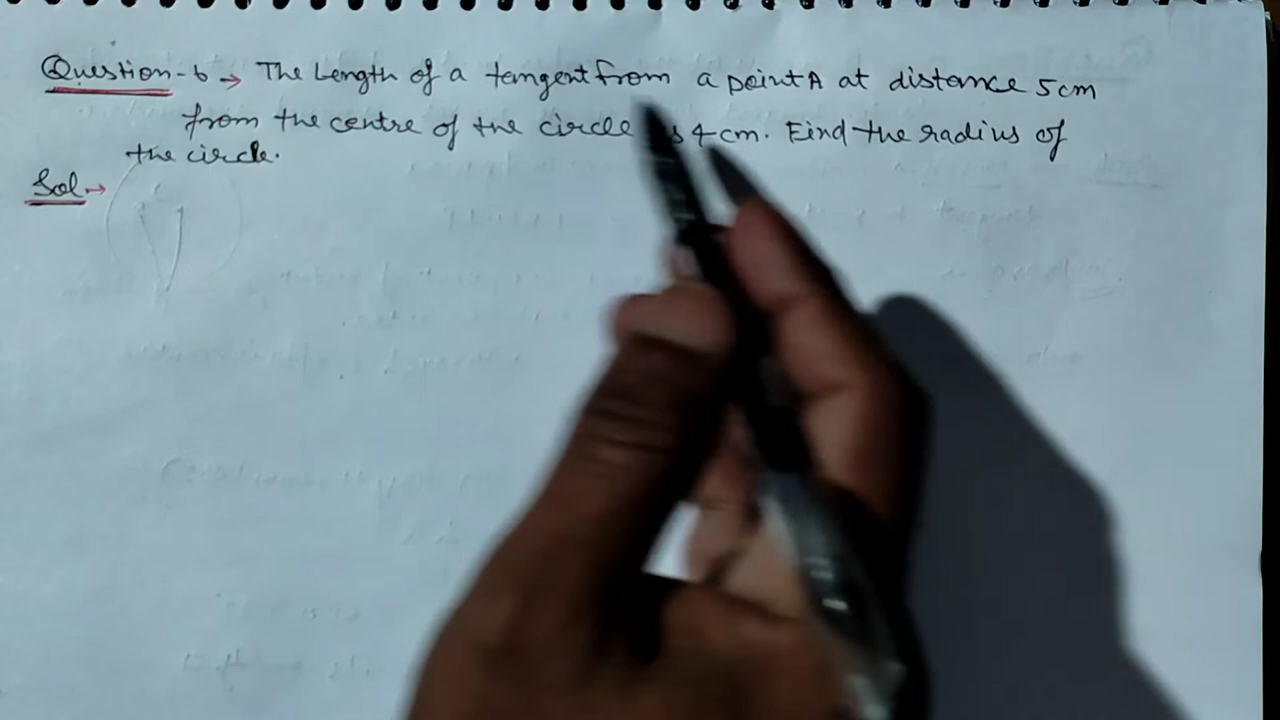 Question-6 → The Length of a tangent from a point A at distance 5cm
from the centre of the circle s 4cm. Find the radius of
the circle.
Sol→